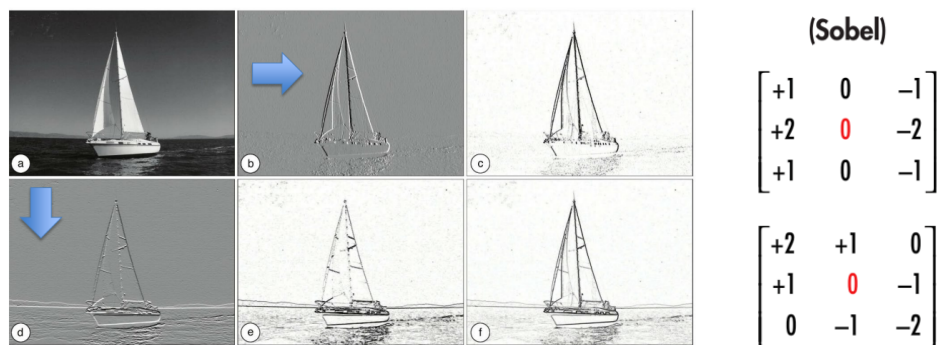 a
b
c
d
e
f
(Sobel)
+1 0 –1
+2 0 –2
+1 0 –1
+2 +1 0
+1 0 –1
0 –1 –2